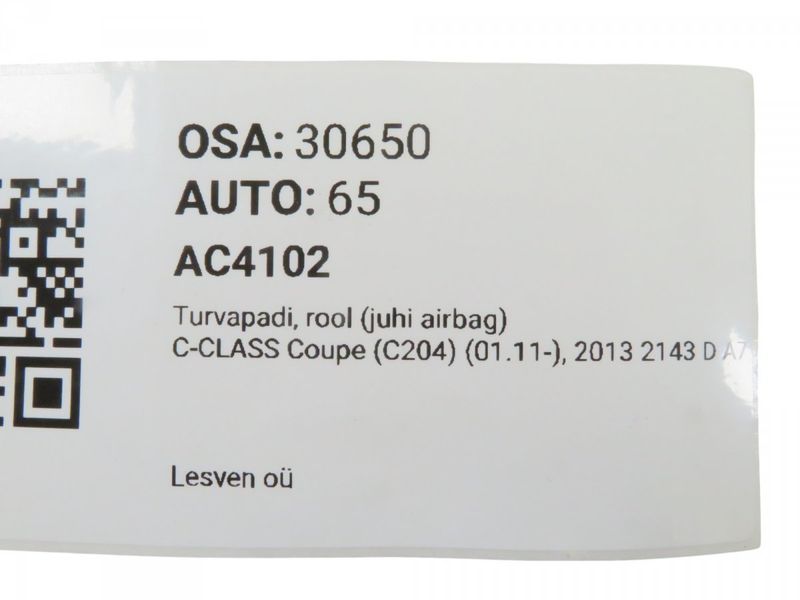 OSA: 30650
AUTO: 65
AC4102
Turvapadi, rool (juhi airbag)
C-CLASS Coupe (C204) (01.11-), 2013 2143 D A7
Lesven oü